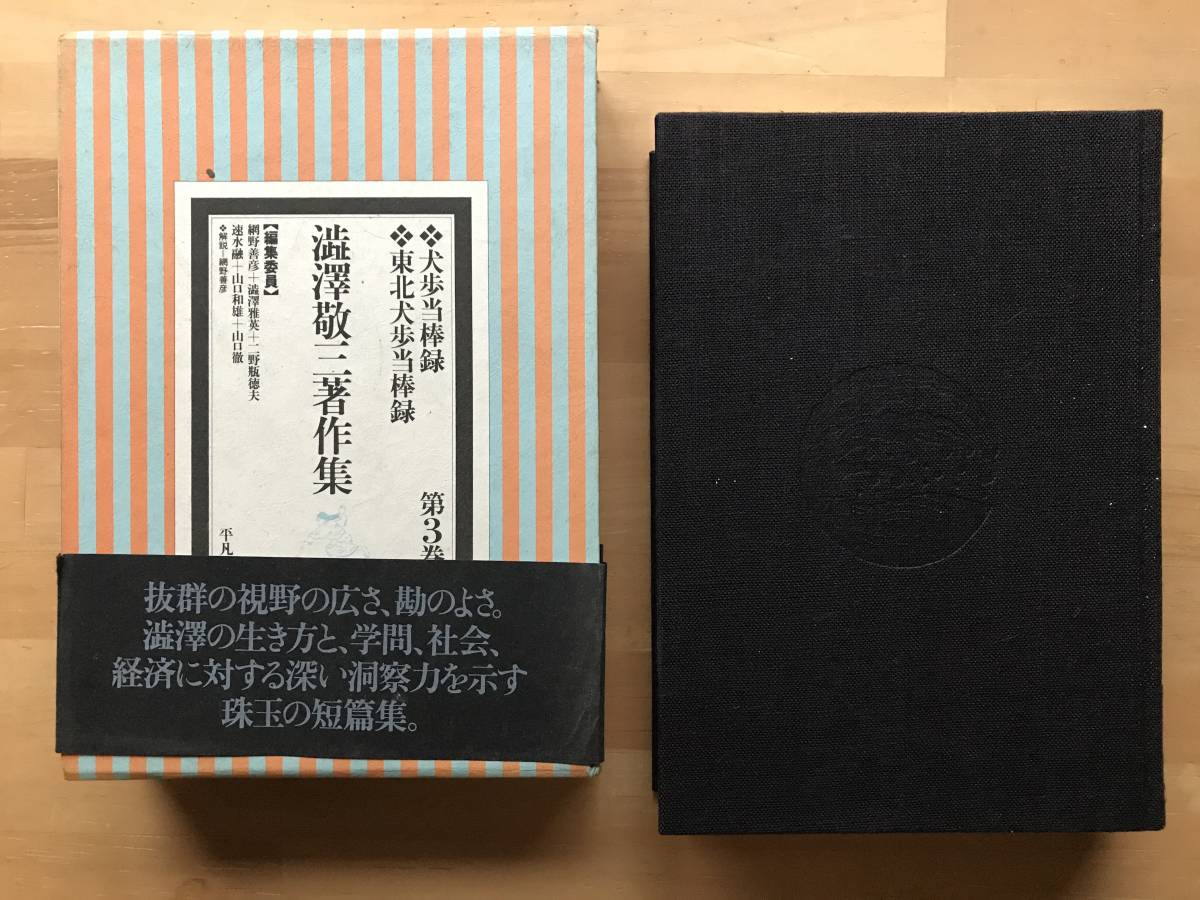 ❖犬歩当棒録
❖東北犬歩当棒録
第3巻
澁澤敬三著作集
平凡
【編集委員】
網野善彦＋澁澤雅英＋二野瓶徳夫
速水融＋山口和雄＋山口徹
❖解説＝網野善彦
抜群の視野の広さ、勘のよさ。
澁澤の生き方と、学問、社会、
経済に対する深い洞察力を示す
珠玉の短篇集。